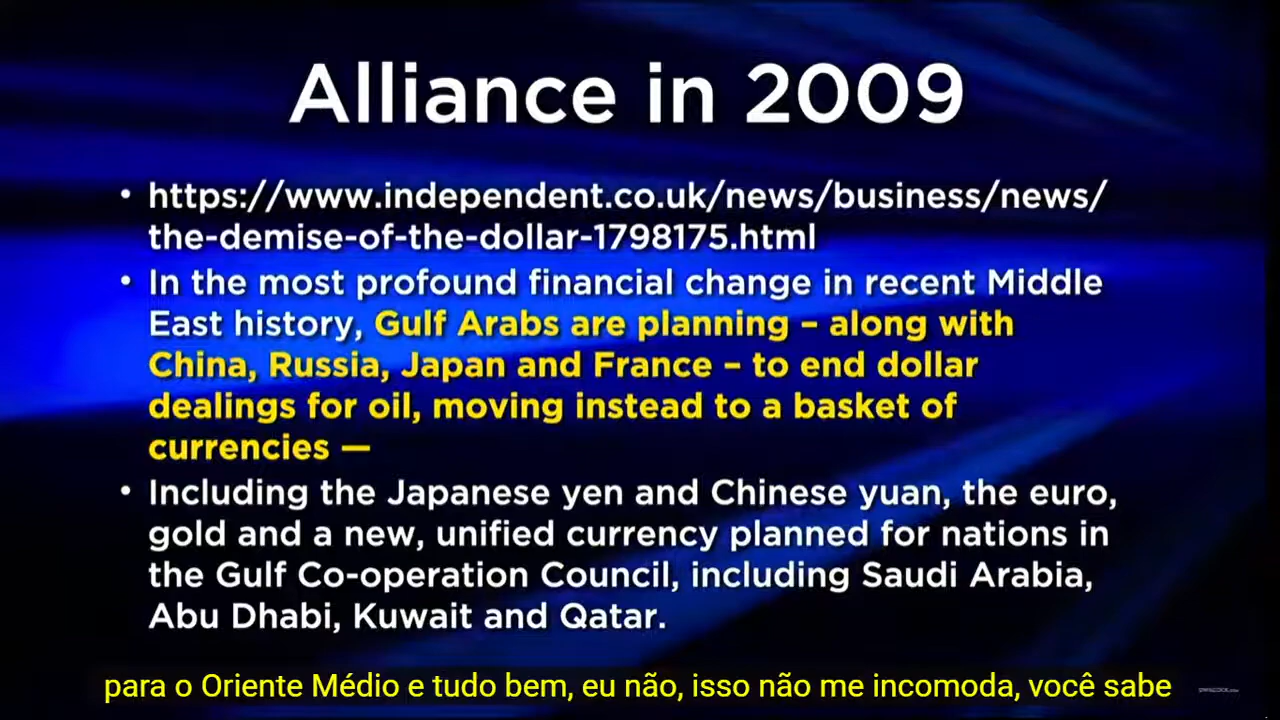 Alliance in 2009
• https://www.independent.co.uk/news/business/news/
the-demise-of-the-dollar-1798175.html
• In the most profound financial change in recent Middle
East history, Gulf Arabs are planning – along with
China, Russia, Japan and France – to end dollar
dealings for oil, moving instead to a basket of
currencies —
• Including the Japanese yen and Chinese yuan, the euro,
gold and a new, unified currency planned for nations in
the Gulf Co-operation Council, including Saudi Arabia,
Abu Dhabi, Kuwait and Qatar.
para o Oriente Médio e tudo bem, eu não, isso não me incomoda, você sabe